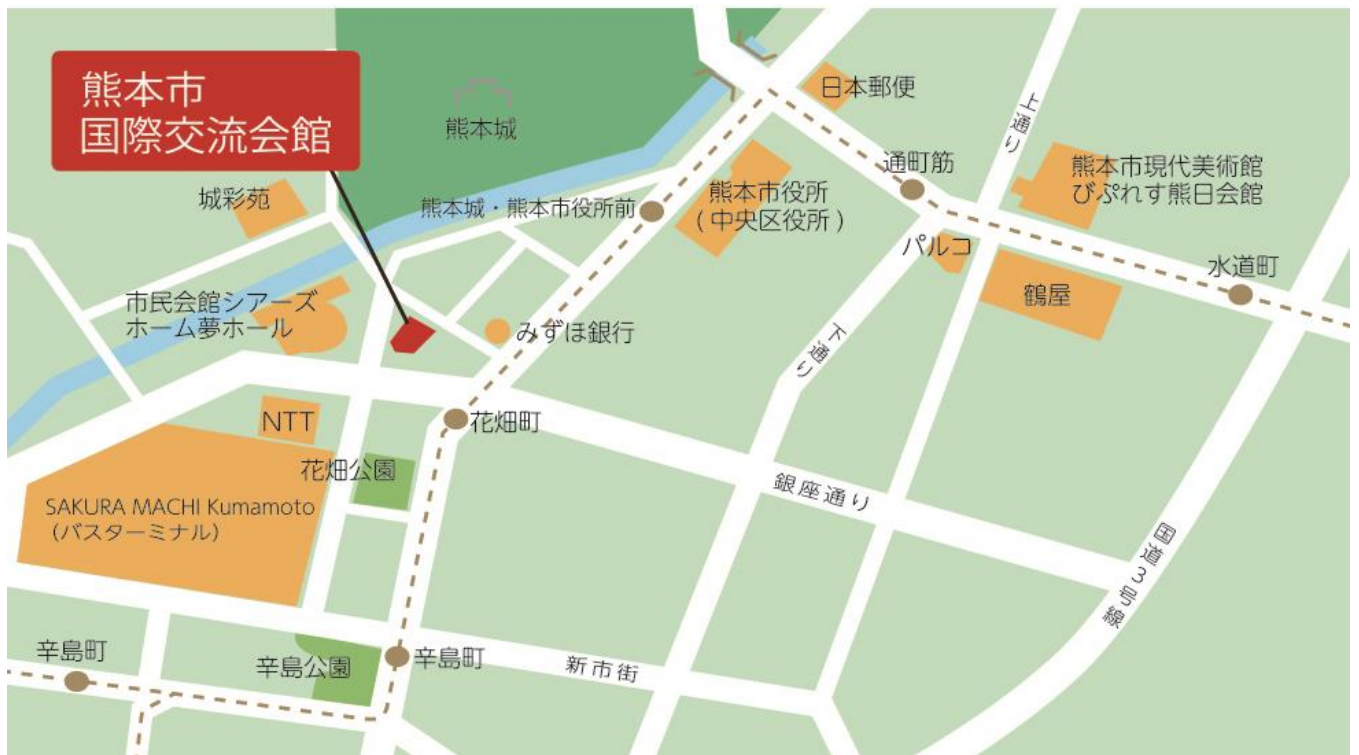 熊本市
国際交流会館
熊本城
日本郵便
上通り
城彩苑
熊本城・熊本市役所前
熊本市役所
(中央区役所)
通町筋
熊本市現代美術館
びぷれす熊日会館
パルコ
水道町
鶴屋
市民会館シアーズ
ホーム夢ホール
みずほ銀行
下通り
NTT
花畑町
花畑公園
銀座通り
SAKURA MACHI Kumamoto
(バスターミナル)
国道3号線
辛島町
辛島公園
辛島町
新市街